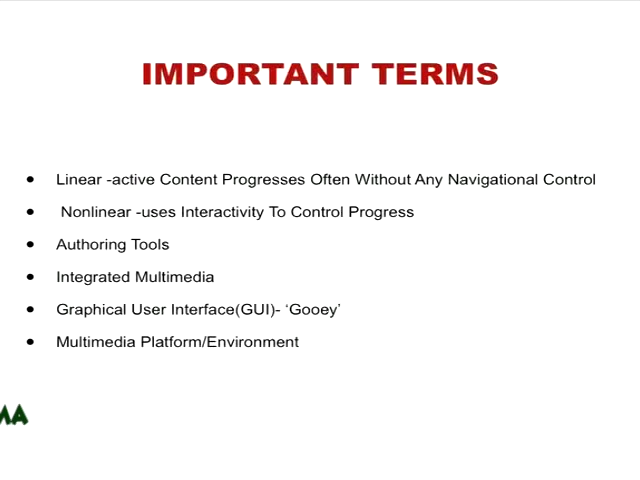 IMPORTANT TERMS
• Linear -active Content Progresses Often Without Any Navigational Control
• Nonlinear -uses Interactivity To Control Progress
• Authoring Tools
• Integrated Multimedia
• Graphical User Interface(GUI)- ‘Gooey’
• Multimedia Platform/Environment